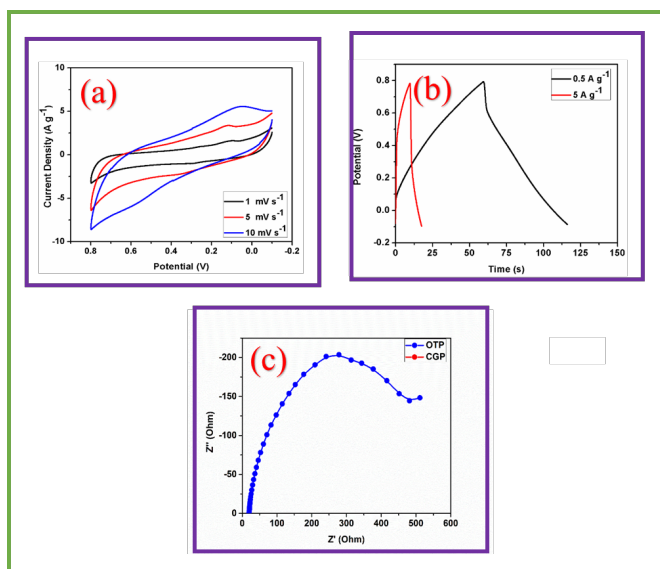 (a)
10
5
0
-5
-10
Current Density (A g⁻¹)
0.8 0.6 0.4 0.2 0.0 -0.2
Potential (V)
1 mV s⁻¹
5 mV s⁻¹
10 mV s⁻¹
(b)
0.8
0.6
0.4
0.2
0.0
-0.2
Potential (V)
0 25 50 75 100 125 150
Time (s)
0.5 A g⁻¹
5 A g⁻¹
(c)
-200
-150
-100
-50
0
Z'' (Ohm)
0 100 200 300 400 500 600
Z' (Ohm)
OTP
CGP